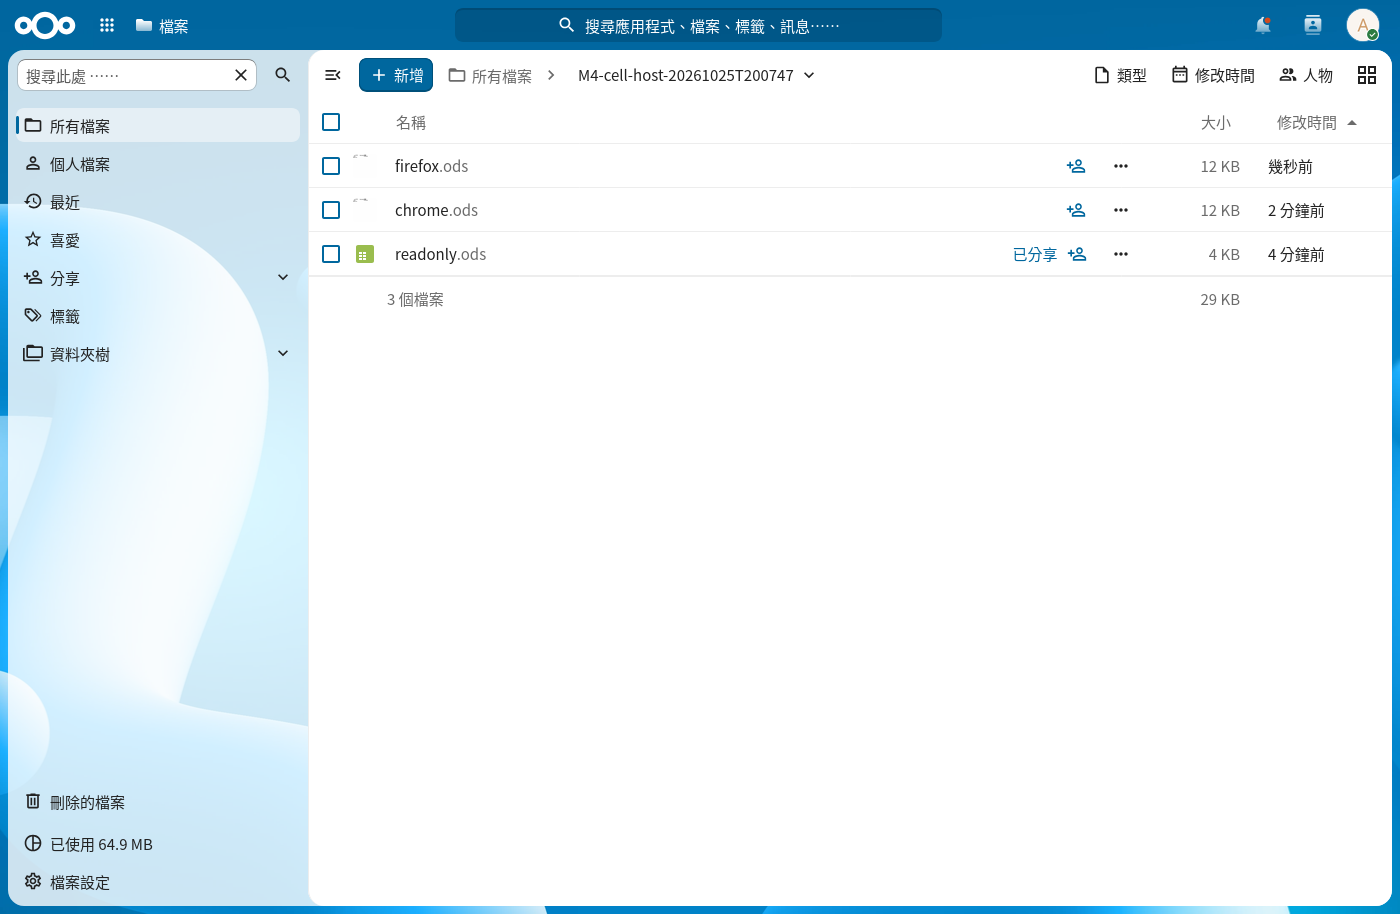 檔案
搜尋應用程式、檔案、標籤、訊息……
A
搜尋此處 ……
新增
所有檔案
M4-cell-host-20261025T200747
類型
修改時間
人物
所有檔案
個人檔案
最近
喜愛
分享
標籤
資料夾樹
名稱 大小 修改時間
firefox.ods 12 KB 幾秒前
chrome.ods 12 KB 2 分鐘前
readonly.ods 已分享 4 KB 4 分鐘前
3 個檔案 29 KB
刪除的檔案
已使用 64.9 MB
檔案設定